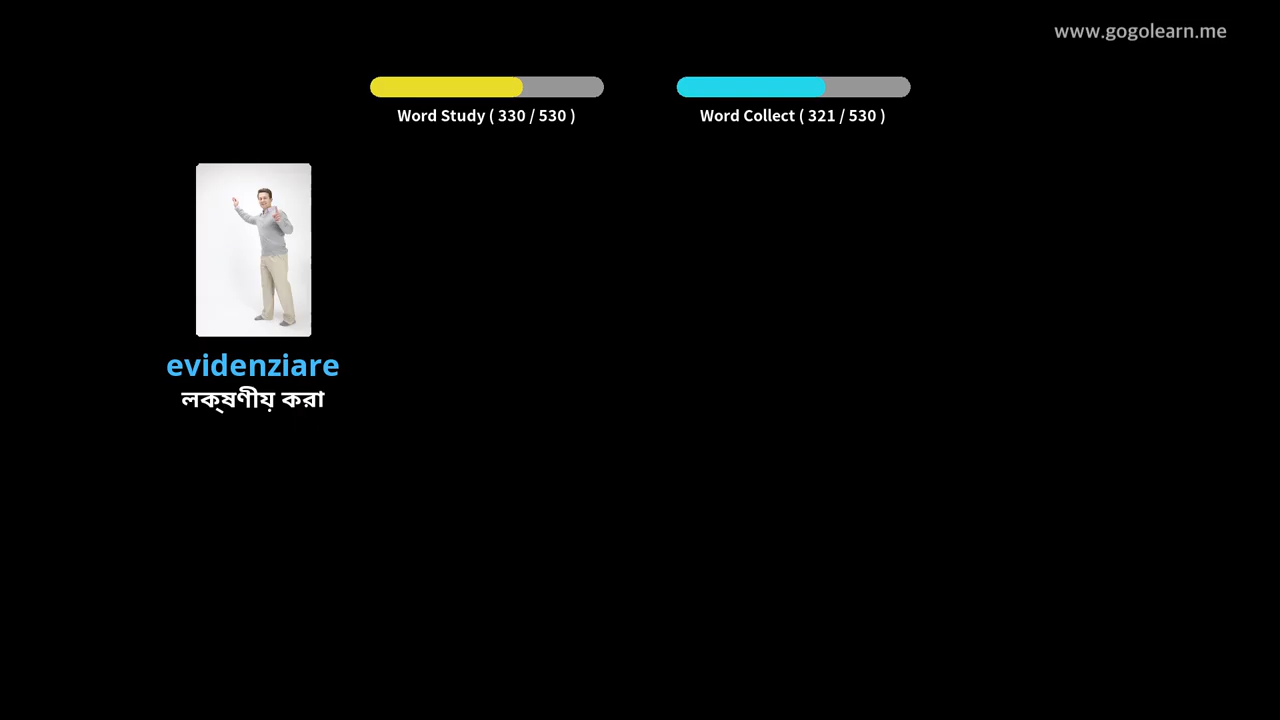 www.gogolearn.me
Word Study ( 330 / 530 )
Word Collect ( 321 / 530 )
evidenziare
লক্ষণীয় করা